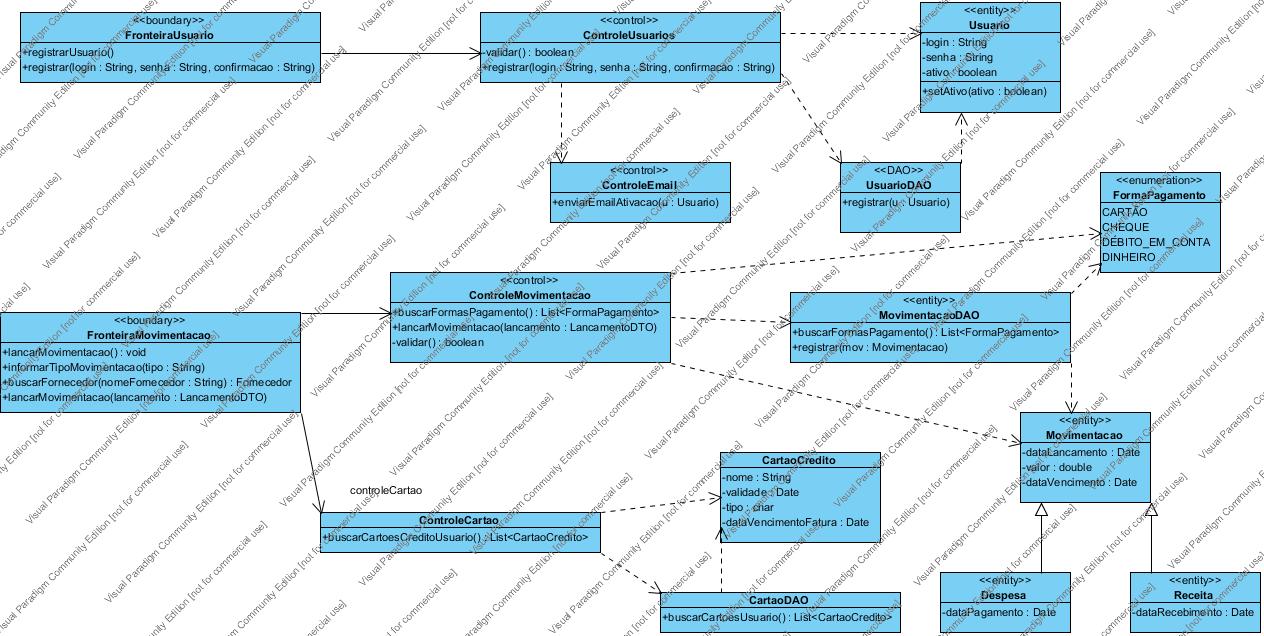 <<boundary>>
FronteiraUsuario
+registrarUsuario()
+registrar(login : String, senha : String, confirmacao : String)
<<control>>
ControleUsuarios
-validar() : boolean
+registrar(login : String, senha : String, confirmacao : String)
<<entity>>
Usuario
-login : String
-senha : String
-ativo : boolean
+setAtivo(ativo : boolean)
<<control>>
ControleEmail
+enviarEmailAtivacao(u : Usuario)
<<DAO>>
UsuarioDAO
+registrar(u : Usuario)
<<enumeration>>
FormaPagamento
CARTÃO
CHEQUE
DÉBITO_EM_CONTA
DINHEIRO
<<control>>
ControleMovimentacao
+buscarFormasPagamento() : List<FormaPagamento>
+lancarMovimentacao(lancamento : LancamentoDTO)
-validar() : boolean
<<entity>>
MovimentacaoDAO
+buscarFormasPagamento() : List<FormaPagamento>
+registrar(mov : Movimentacao)
<<boundary>>
FronteiraMovimentacao
+lancarMovimentacao() : void
+informarTipoMovimentacao(tipo : String)
+buscarFornecedor(nomeFornecedor : String) : Fornecedor
+lancarMovimentacao(lancamento : LancamentoDTO)
<<entity>>
Movimentacao
-dataLancamento : Date
-valor : double
-dataVencimento : Date
CartaoCredito
-nome : String
-validade : Date
-tipo : char
-dataVencimentoFatura : Date
controleCartao
ControleCartao
+buscarCartoesCreditoUsuario() : List<CartaoCredito>
CartaoDAO
+buscarCartoesUsuario() : List<CartaoCredito>
<<entity>>
Despesa
-dataPagamento : Date
<<entity>>
Receita
-dataRecebimento : Date
Visual Paradigm Community Edition [not for commercial use]